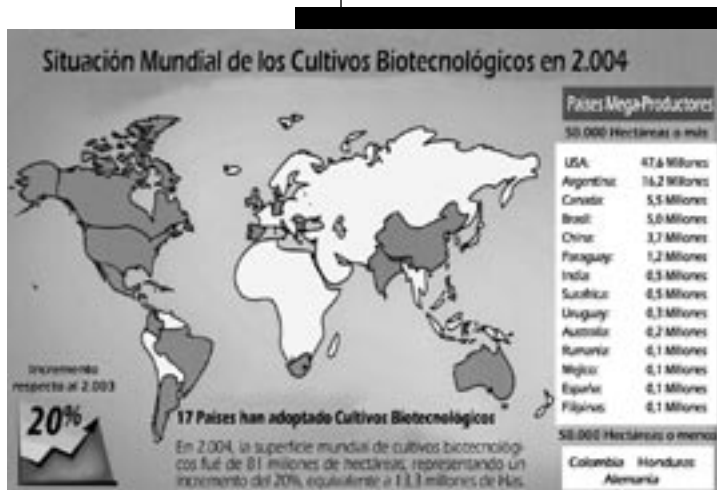 Situación Mundial de los Cultivos Biotecnológicos en 2.004
Paises Mega-Productores
50.000 Hectáreas o más
USA: 47,6 Millones
Argentina: 16,2 Millones
Canada: 5,5 Millones
Brasil: 5,0 Millones
China: 3,7 Millones
Paraguay: 1,2 Millones
India: 0,5 Millones
Suráfrica: 0,5 Millones
Uruguay: 0,3 Millones
Australia: 0,2 Millones
Rumania: 0,1 Millones
Mejico: 0,1 Millones
España: 0,1 Millones
Filipinas: 0,1 Millones
50.000 Hectáreas o menos
Colombia Honduras
Alemania
Incremento
respecto al 2.003
20%
17 Paises han adoptado Cultivos Biotecnológicos
En 2.004, la superficie mundial de cultivos biotecnológi-
cos fué de 81 millones de hectáreas, representando un
incremento del 20%, equivalente a 13,3 millones de Has.